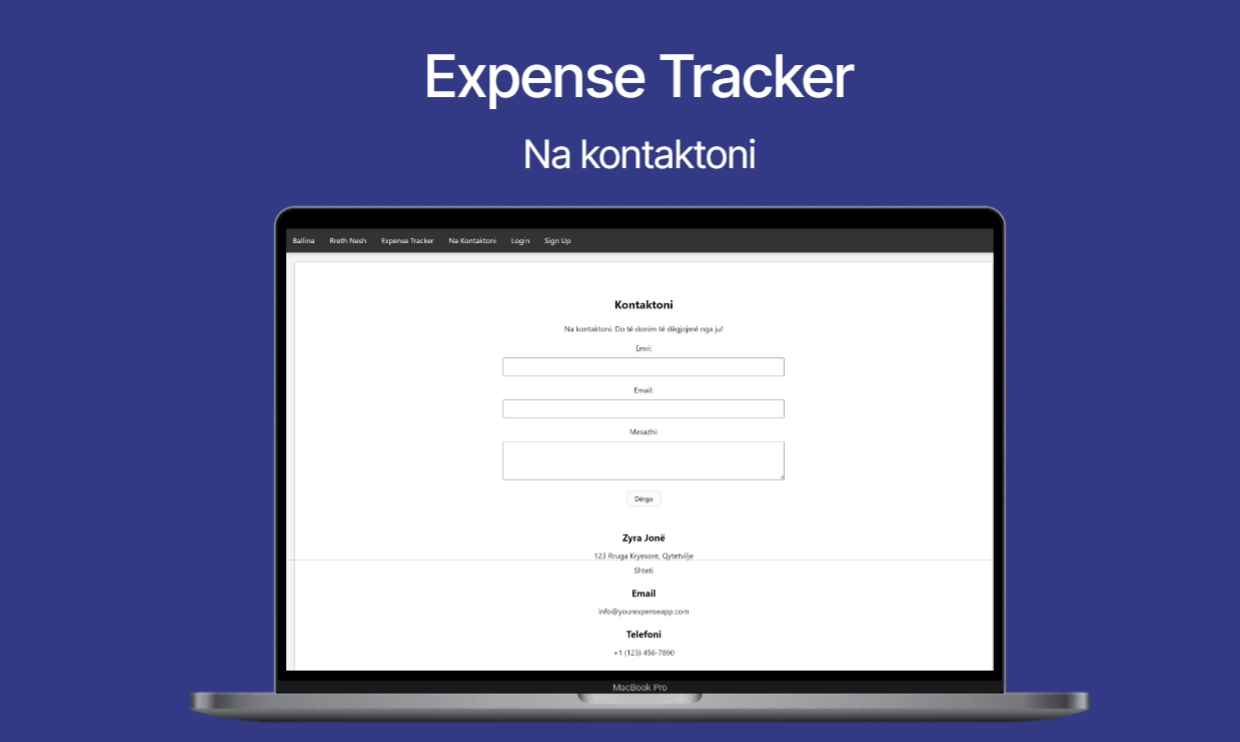 Expense Tracker
Na kontaktoni
Ballina Rreth Nesh Expense Tracker Na Kontaktoni Login Sign Up
Kontaktoni
Na kontaktoni. Do të donim të dëgjojmë nga ju!
Emri:
Email:
Mesazhi:
Dërgo
Zyra Jonë
123 Rruga Kryesore, Qytetvilje
Shteti
Email
info@yourexpenseapp.com
Telefoni
+1 (123) 456-7890
MacBook Pro